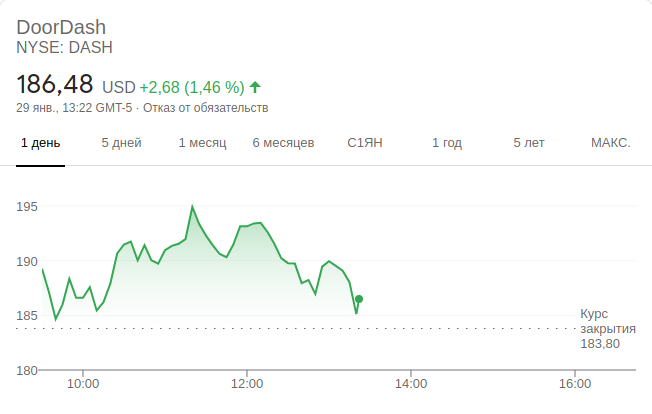 DoorDash
NYSE: DASH
186,48 USD +2,68 (1,46 %)
29 янв., 13:22 GMT-5 · Отказ от обязательств
1 день 5 дней 1 месяц 6 месяцев С1ЯН 1 год 5 лет МАКС.
195
190
185
Курс
закрытия
183,80
180
10:00 12:00 14:00 16:00